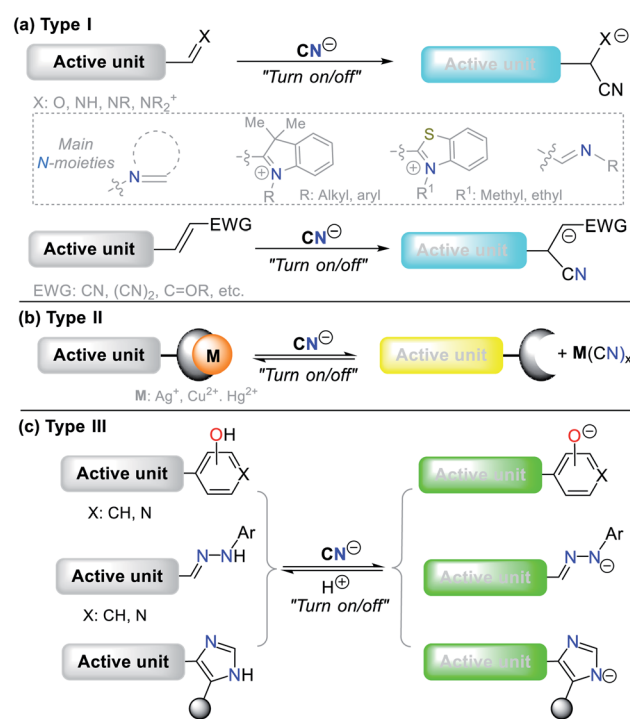 (a) Type I
X
Active unit
CN⊖
"Turn on/off"
Active unit
X⊖
CN
X: O, NH, NR, NR₂⁺
Main
N-moieties
N
Me Me
N
⊕
R
R: Alkyl, aryl
S
N
⊕
R¹
R¹: Methyl, ethyl
N
R
Active unit
EWG
CN⊖
"Turn on/off"
Active unit
⊖
EWG
CN
EWG: CN, (CN)₂, C=OR, etc.
(b) Type II
Active unit
M
CN⊖
"Turn on/off"
Active unit
+ M(CN)ₓ
M: Ag⁺, Cu²⁺. Hg²⁺
(c) Type III
OH
Active unit
X
X: CH, N
Ar
N
N
H
Active unit
X: CH, N
Active unit
N
N
H
CN⊖
H⊕
"Turn on/off"
O⊖
Active unit
X
Ar
N
N
⊖
Active unit
Active unit
N
N⊖